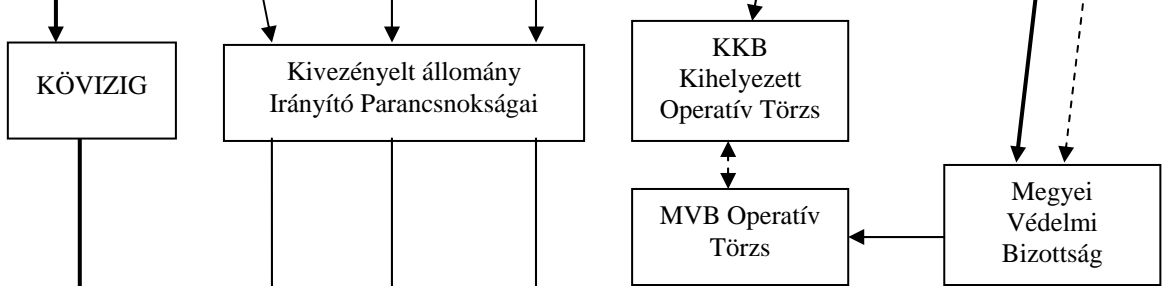 KÖVIZIG
Kivezényelt állomány
Irányító Parancsnokságai
KKB
Kihelyezett
Operatív Törzs
MVB Operatív
Törzs
Megyei
Védelmi
Bizottság